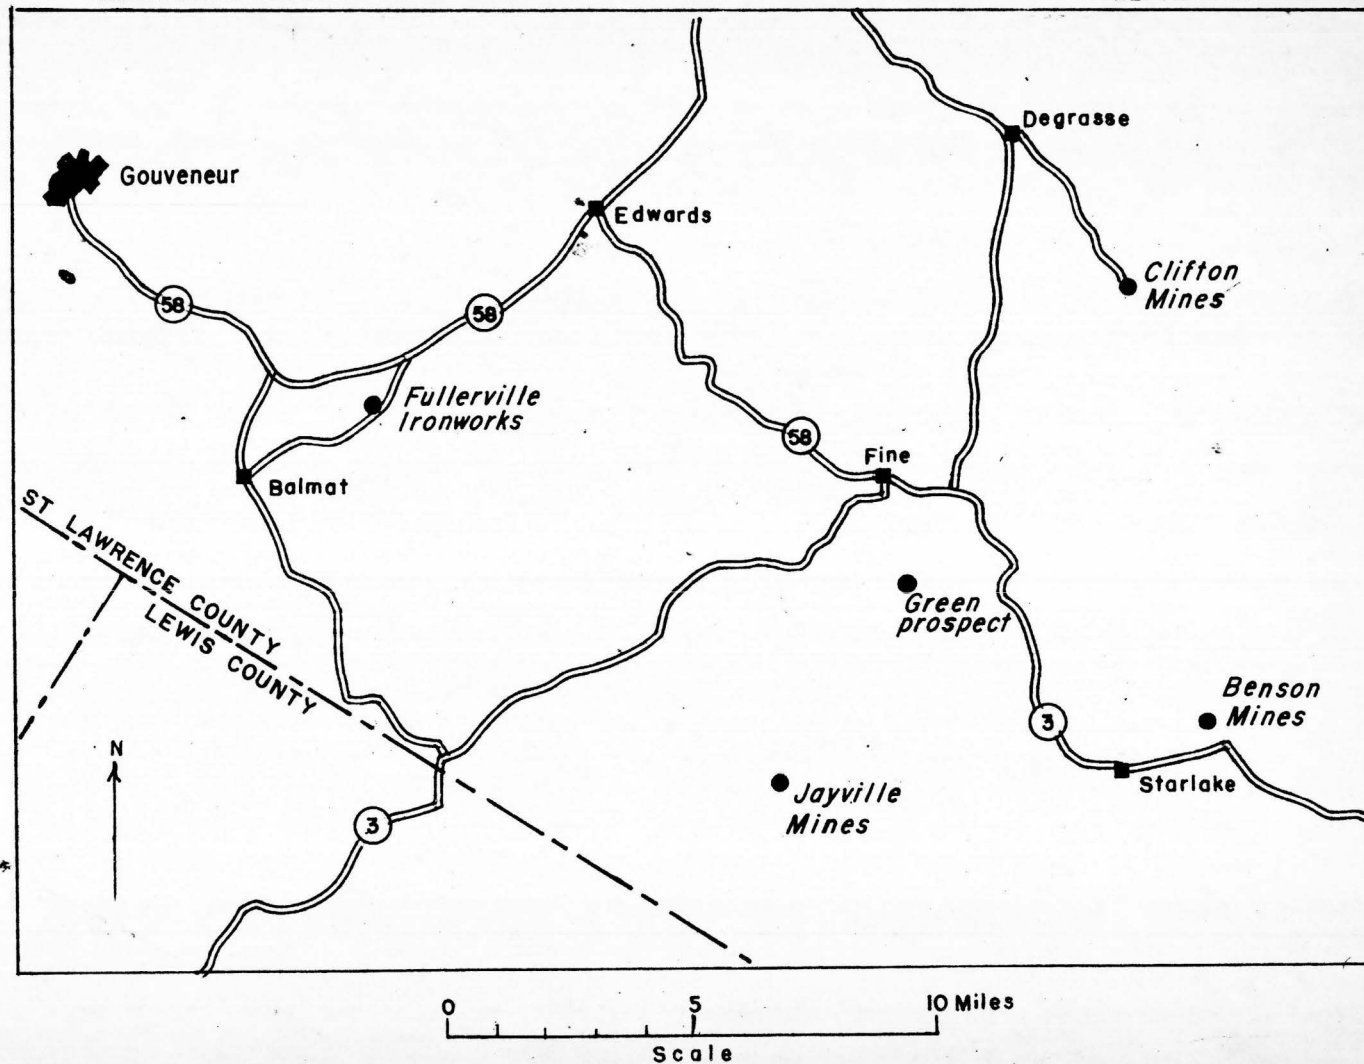 Degrasse
Gouveneur
Edwards
Clifton
Mines
58
58
Fullerville
Ironworks
58
Fine
Balmat
ST LAWRENCE COUNTY
LEWIS COUNTY
Green
prospect
Benson
Mines
3
N
Starlake
Jayville
Mines
3
0 5 10 Miles
Scale